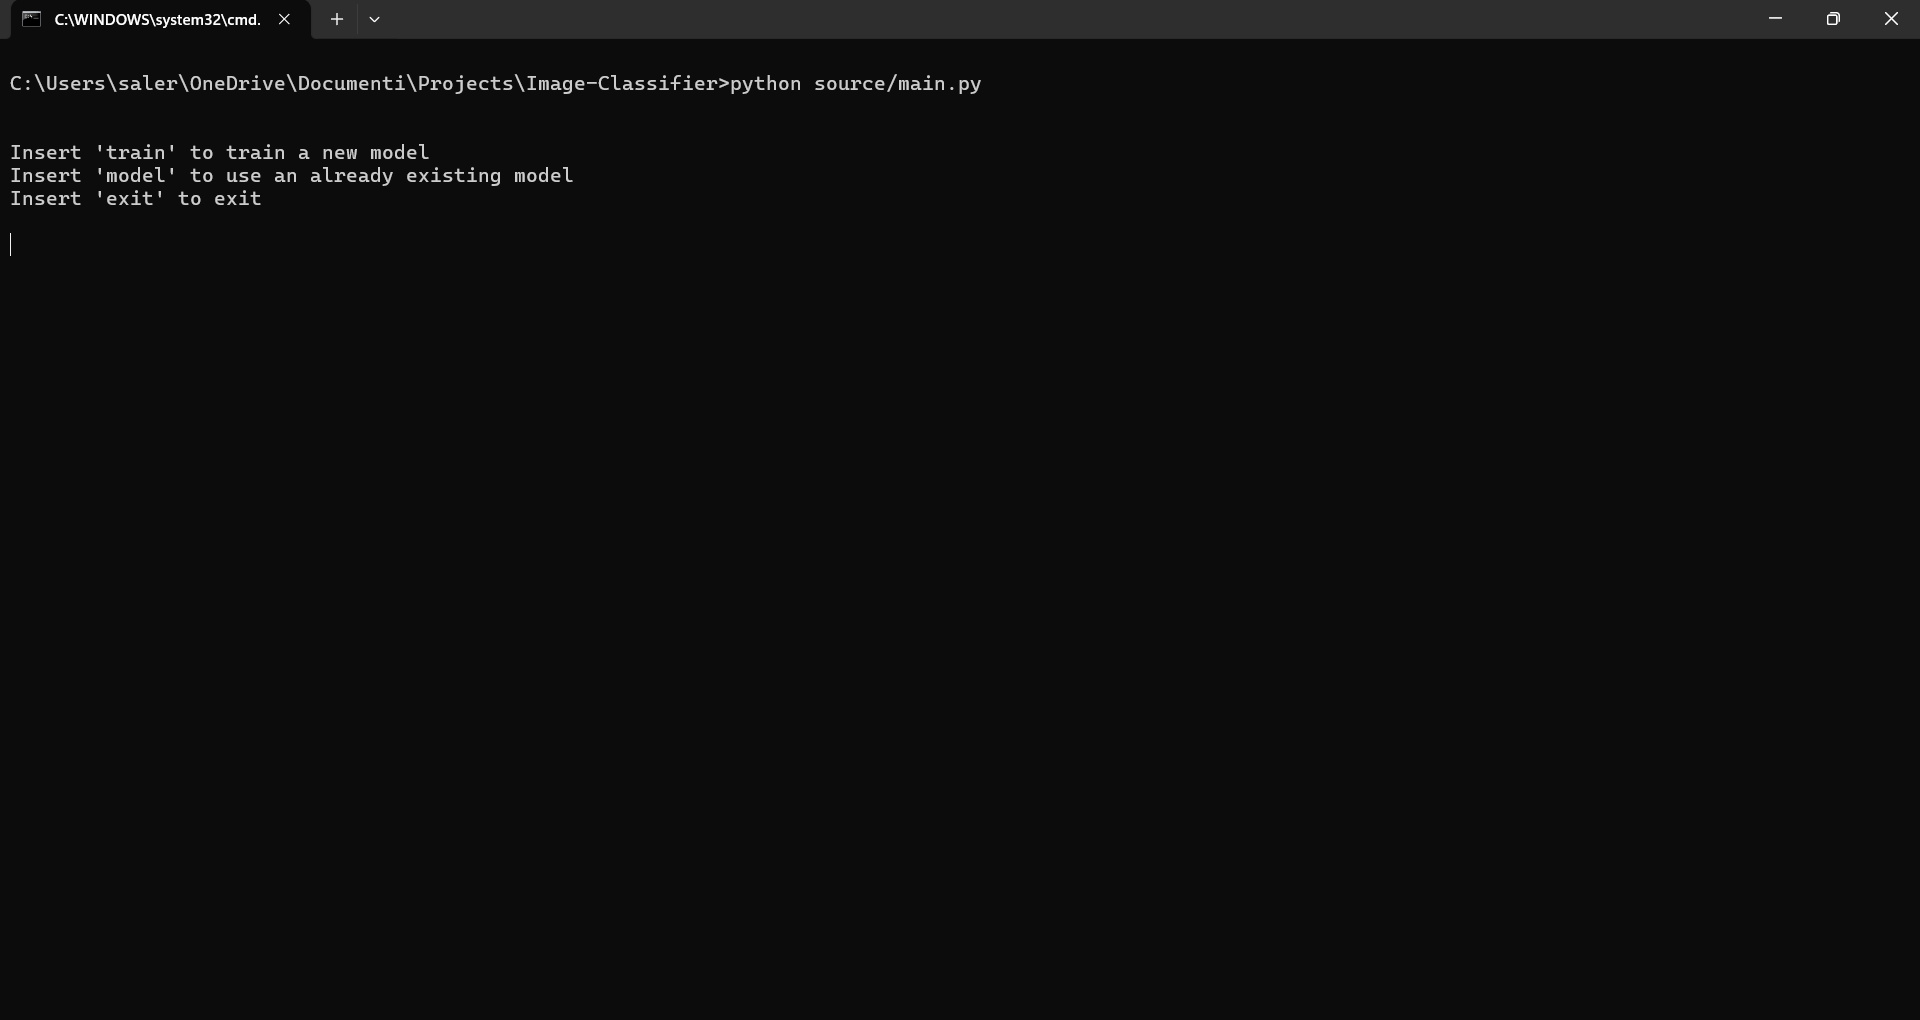 C:\WINDOWS\system32\cmd.
C:\Users\saler\OneDrive\Documenti\Projects\Image-Classifier>python source/main.py
Insert 'train' to train a new model
Insert 'model' to use an already existing model
Insert 'exit' to exit